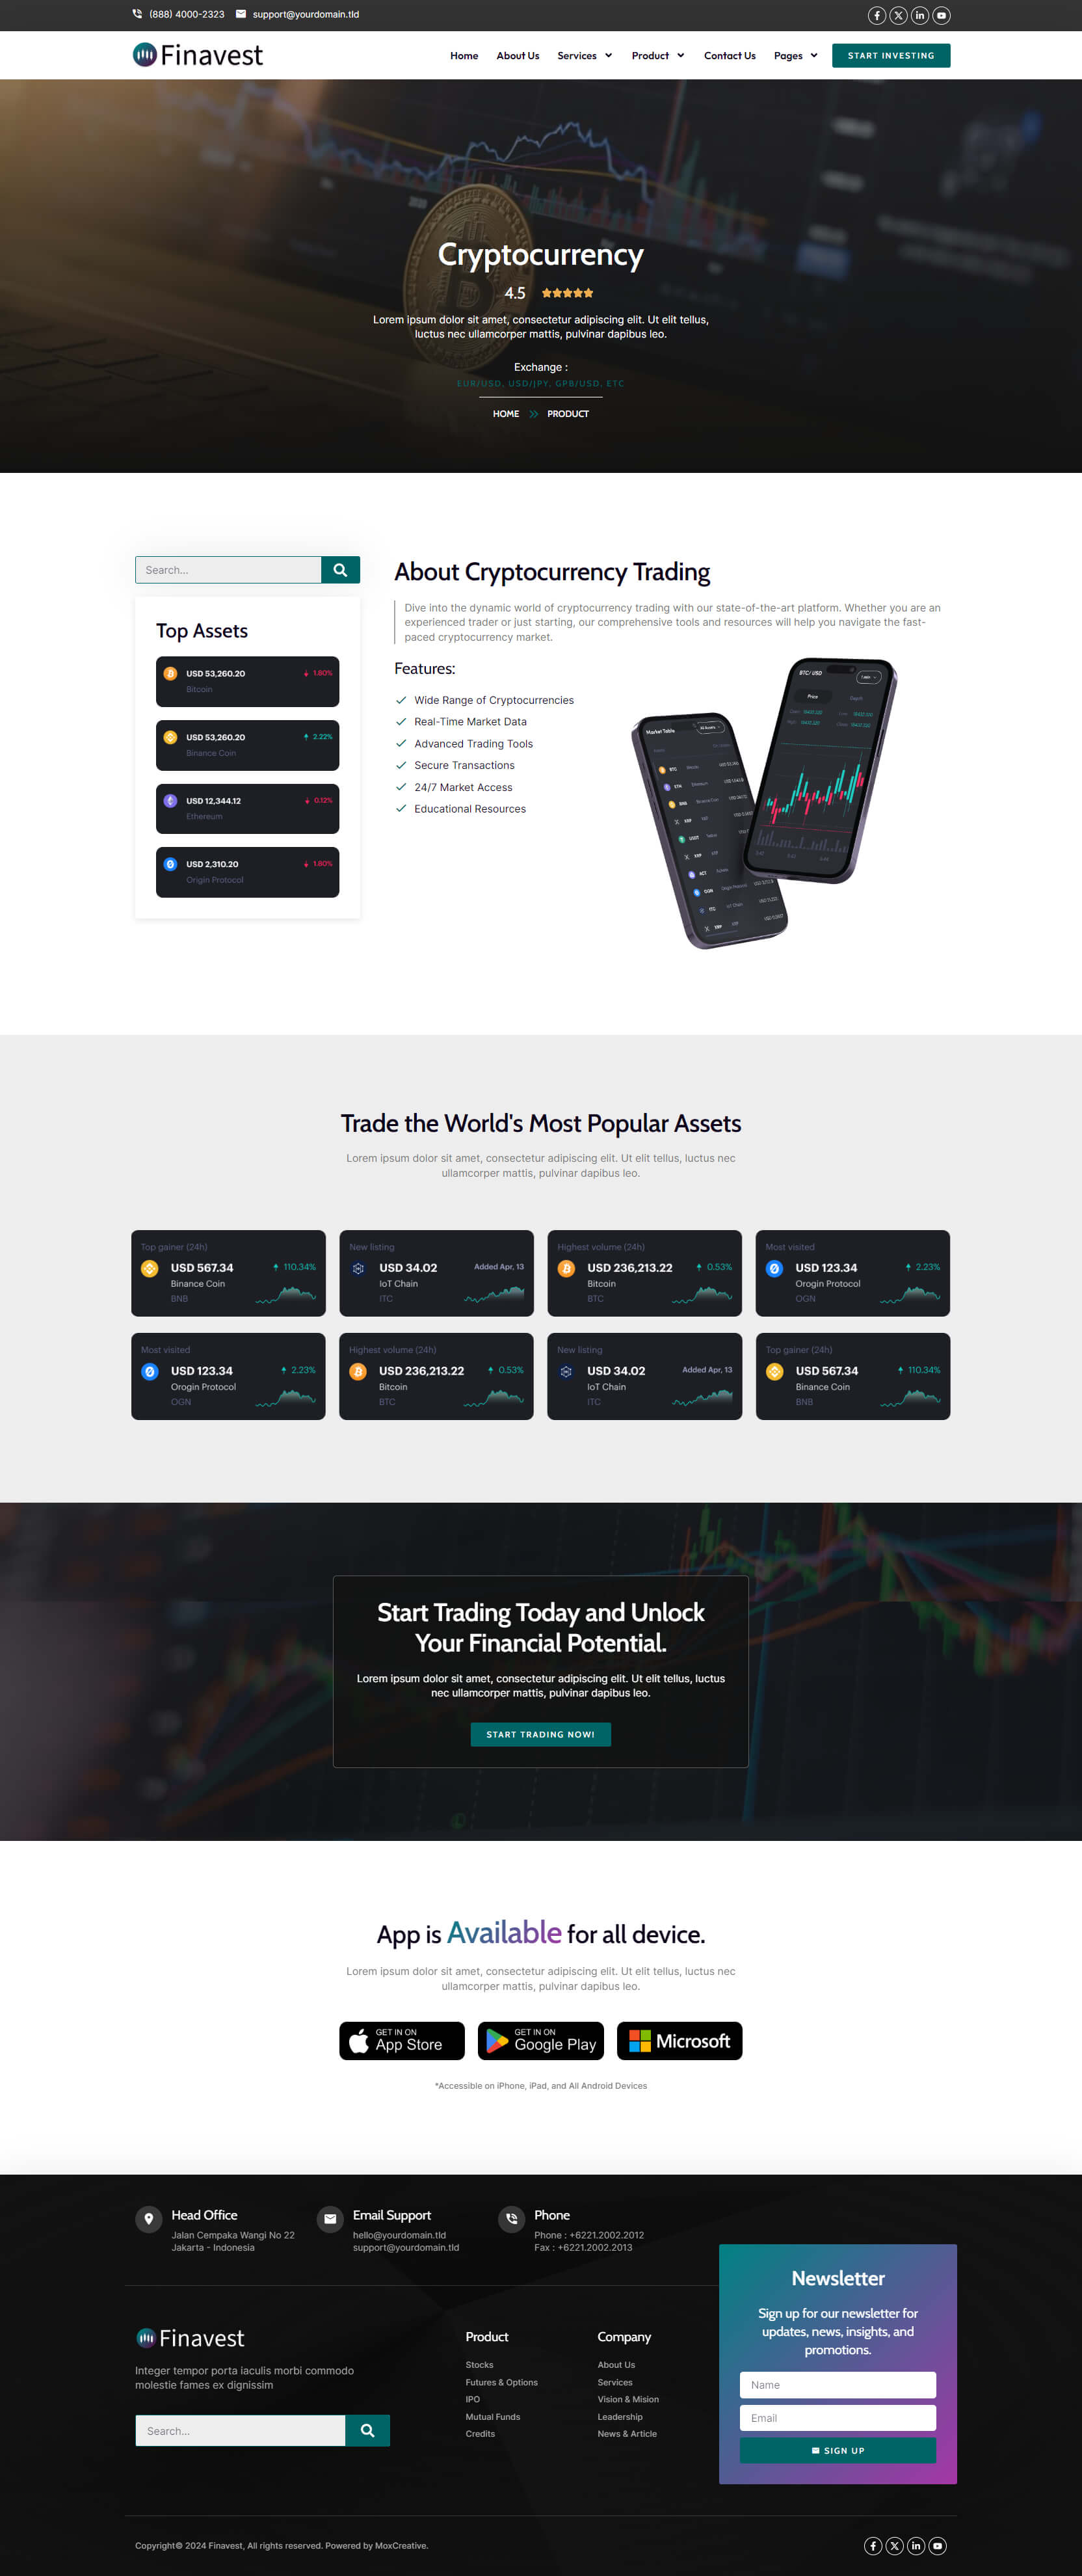 (888) 4000-2323
support@yourdomain.tld
Finavest
Home
About Us
Services
Product
Contact Us
Pages
START INVESTING
Cryptocurrency
4.5
Lorem ipsum dolor sit amet, consectetur adipiscing elit. Ut elit tellus,
luctus nec ullamcorper mattis, pulvinar dapibus leo.
Exchange :
EUR/USD, USD/JPY, GPB/USD, ETC
HOME
PRODUCT
Search...
Top Assets
USD 53,260.20
1.80%
Bitcoin
USD 53,260.20
2.22%
Binance Coin
USD 12,344.12
0.12%
Ethereum
USD 2,310.20
1.60%
Origin Protocol
About Cryptocurrency Trading
Dive into the dynamic world of cryptocurrency trading with our state-of-the-art platform. Whether you are an
experienced trader or just starting, our comprehensive tools and resources will help you navigate the fast-
paced cryptocurrency market.
Features:
Wide Range of Cryptocurrencies
Real-Time Market Data
Advanced Trading Tools
Secure Transactions
24/7 Market Access
Educational Resources
BTC/ USD
Price
Depth
Market Table
BTC
ETH
BNB
XRP
USDT
XRP
ACT
OGN
ITC
XRP
Trade the World's Most Popular Assets
Lorem ipsum dolor sit amet, consectetur adipiscing elit. Ut elit tellus, luctus nec
ullamcorper mattis, pulvinar dapibus leo.
Top gainer (24h)
USD 567.34
110.34%
Binance Coin
BNB
New listing
USD 34.02
Added Apr, 13
IoT Chain
ITC
Highest volume (24h)
USD 236,213.22
0.53%
Bitcoin
BTC
Most visited
USD 123.34
2.23%
Orogin Protocol
OGN
Most visited
USD 123.34
2.23%
Orogin Protocol
OGN
Highest volume (24h)
USD 236,213.22
0.53%
Bitcoin
BTC
New listing
USD 34.02
Added Apr, 13
IoT Chain
ITC
Top gainer (24h)
USD 567.34
110.34%
Binance Coin
BNB
Start Trading Today and Unlock
Your Financial Potential.
Lorem ipsum dolor sit amet, consectetur adipiscing elit. Ut elit tellus, luctus
nec ullamcorper mattis, pulvinar dapibus leo.
START TRADING NOW!
App is Available for all device.
Lorem ipsum dolor sit amet, consectetur adipiscing elit. Ut elit tellus, luctus nec
ullamcorper mattis, pulvinar dapibus leo.
GET IN ON
App Store
GET IN ON
Google Play
Microsoft
*Accessible on iPhone, iPad, and All Android Devices
Head Office
Jalan Cempaka Wangi No 22
Jakarta - Indonesia
Email Support
hello@yourdomain.tld
support@yourdomain.tld
Phone
Phone : +6221.2002.2012
Fax : +6221.2002.2013
Finavest
Integer tempor porta iaculis morbi commodo
molestie fames ex dignissim
Search...
Product
Stocks
Futures & Options
IPO
Mutual Funds
Credits
Company
About Us
Services
Vision & Mision
Leadership
News & Article
Newsletter
Sign up for our newsletter for
updates, news, insights, and
promotions.
Name
Email
SIGN UP
Copyright© 2024 Finavest, All rights reserved. Powered by MoxCreative.